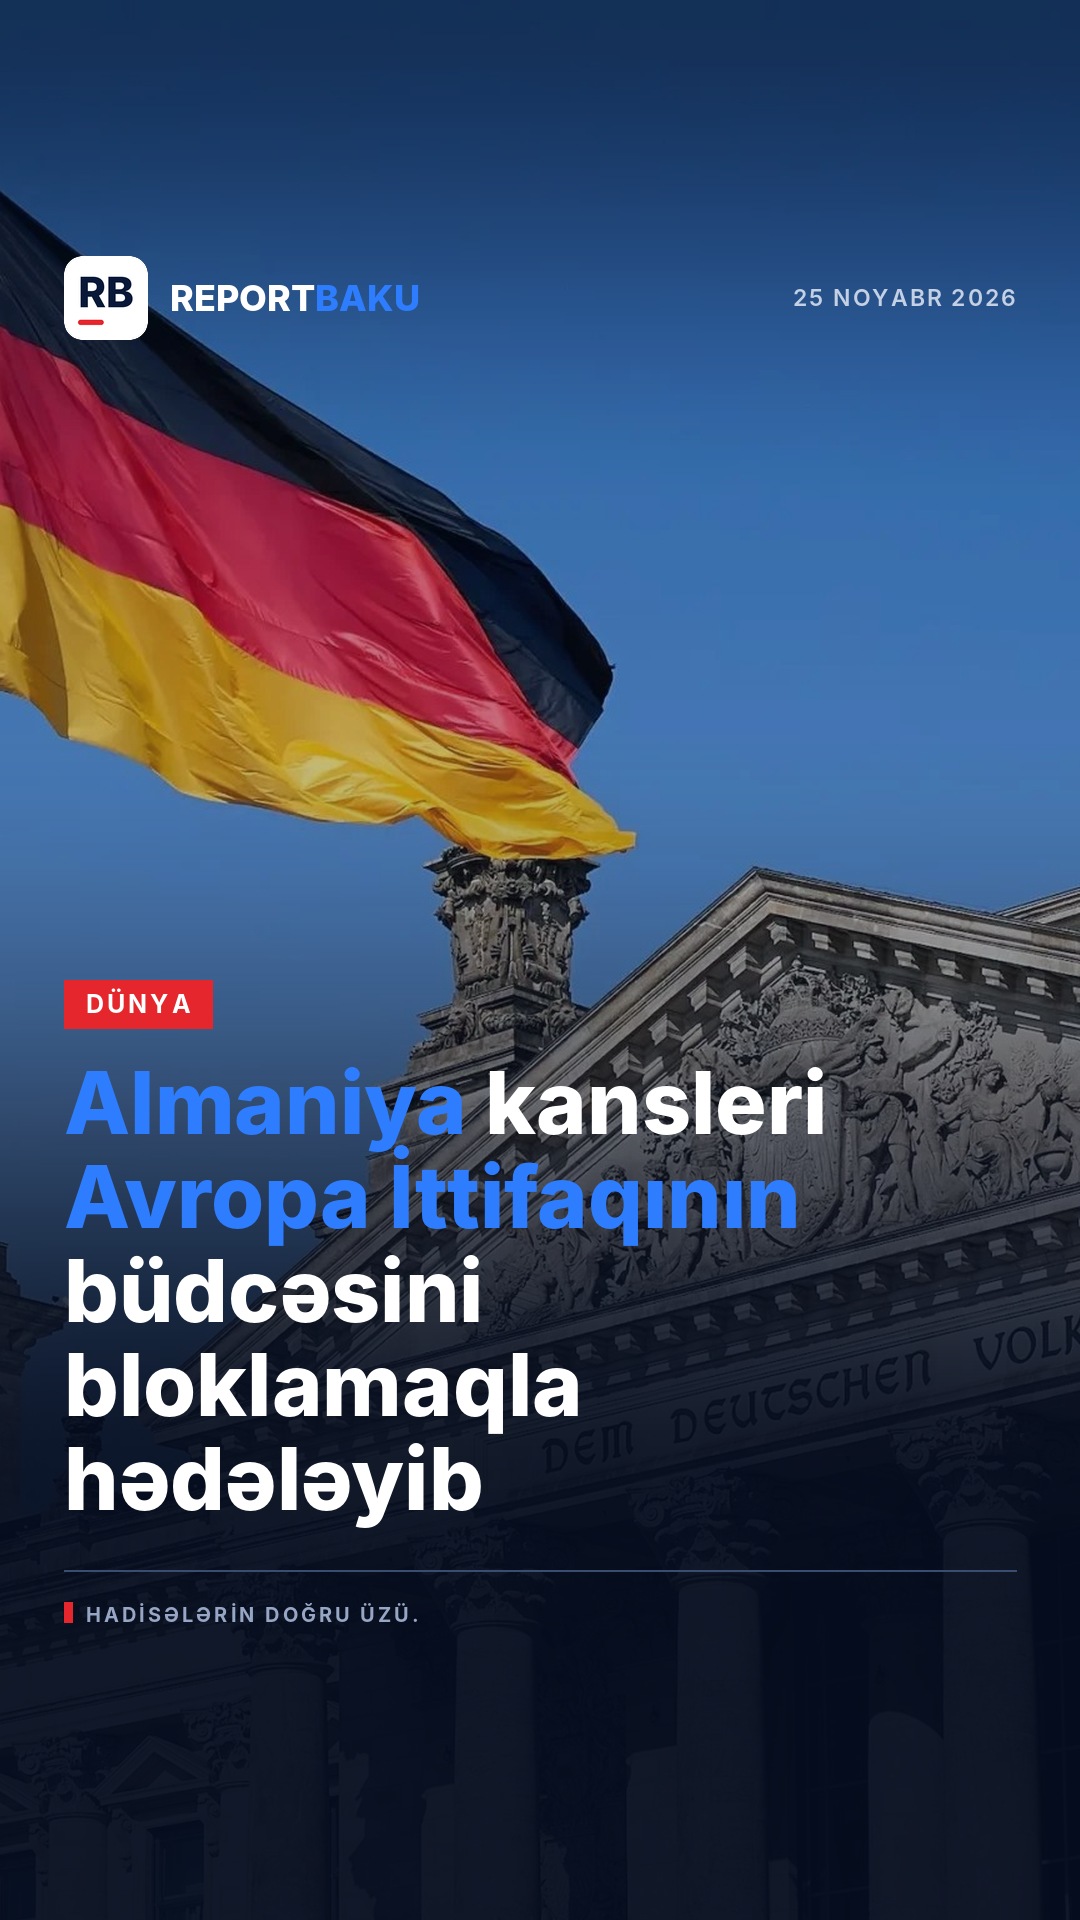 RB
REPORTBAKU
25 NOYABR 2026
DÜNYA
Almaniya kansleri
Avropa İttifaqının
büdcəsini
bloklamaqla
hədələyib
DEM DEUTSCHEN VOLK
HADİSƏLƏRİN DOĞRU ÜZÜ.